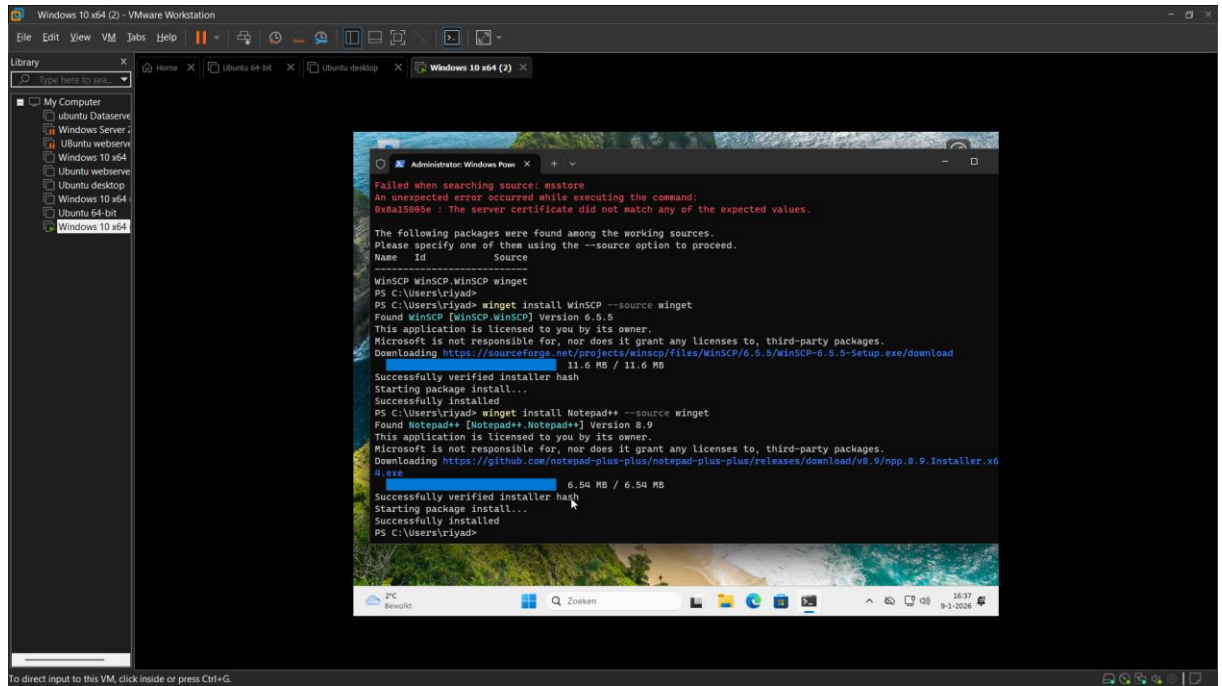 Windows 10 x64 (2) - VMware Workstation
File Edit View VM Tabs Help
Library
Type here to sea...
Home
Ubuntu 64-bit
Ubuntu desktop
Windows 10 x64 (2)
My Computer
ubuntu Dataserve
Windows Server 2
UBuntu webserve
Windows 10 x64
Ubuntu webserve
Ubuntu desktop
Windows 10 x64
Ubuntu 64-bit
Windows 10 x64
Administrator: Windows Pow
Failed when searching source: msstore
An unexpected error occurred while executing the command:
0x8a15005e : The server certificate did not match any of the expected values.
The following packages were found among the working sources.
Please specify one of them using the --source option to proceed.
Name Id Source
----------------------------
WinSCP WinSCP.WinSCP winget
PS C:\Users\riyad>
PS C:\Users\riyad> winget install WinSCP --source winget
Found WinSCP [WinSCP.WinSCP] Version 6.5.5
This application is licensed to you by its owner.
Microsoft is not responsible for, nor does it grant any licenses to, third-party packages.
Downloading https://sourceforge.net/projects/winscp/files/WinSCP/6.5.5/WinSCP-6.5.5-Setup.exe/download
11.6 MB / 11.6 MB
Successfully verified installer hash
Starting package install...
Successfully installed
PS C:\Users\riyad> winget install Notepad++ --source winget
Found Notepad++ [Notepad++.Notepad++] Version 8.9
This application is licensed to you by its owner.
Microsoft is not responsible for, nor does it grant any licenses to, third-party packages.
Downloading https://github.com/notepad-plus-plus/notepad-plus-plus/releases/download/v8.9/npp.8.9.Installer.x6
4.exe
6.54 MB / 6.54 MB
Successfully verified installer hash
Starting package install...
Successfully installed
PS C:\Users\riyad>
2°C
Bewolkt
Zoeken
16:37
9-1-2026
To direct input to this VM, click inside or press Ctrl+G.